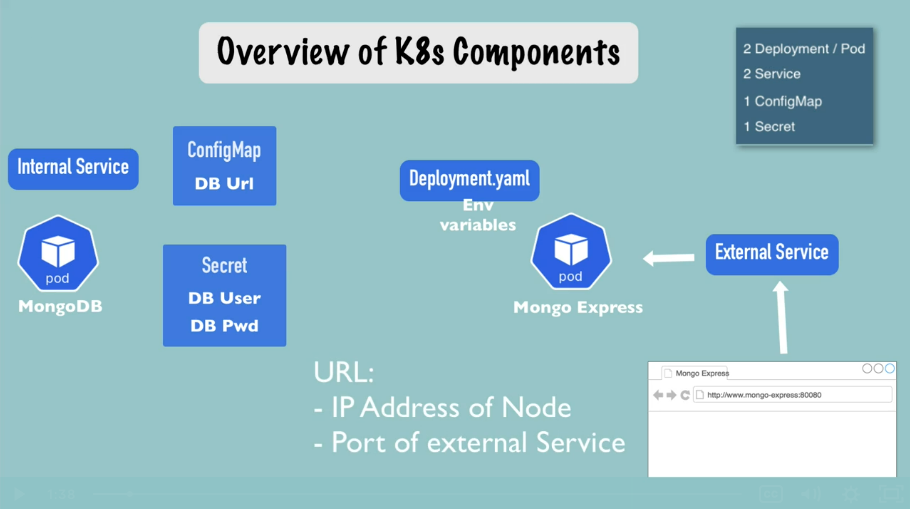 Overview of K8s Components
2 Deployment / Pod
2 Service
1 ConfigMap
1 Secret
Internal Service
ConfigMap
DB Url
Deployment.yaml
Env
variables
pod
MongoDB
Secret
DB User
DB Pwd
pod
Mongo Express
External Service
URL:
- IP Address of Node
- Port of external Service
Mongo Express
http://www.mongo-express:80080